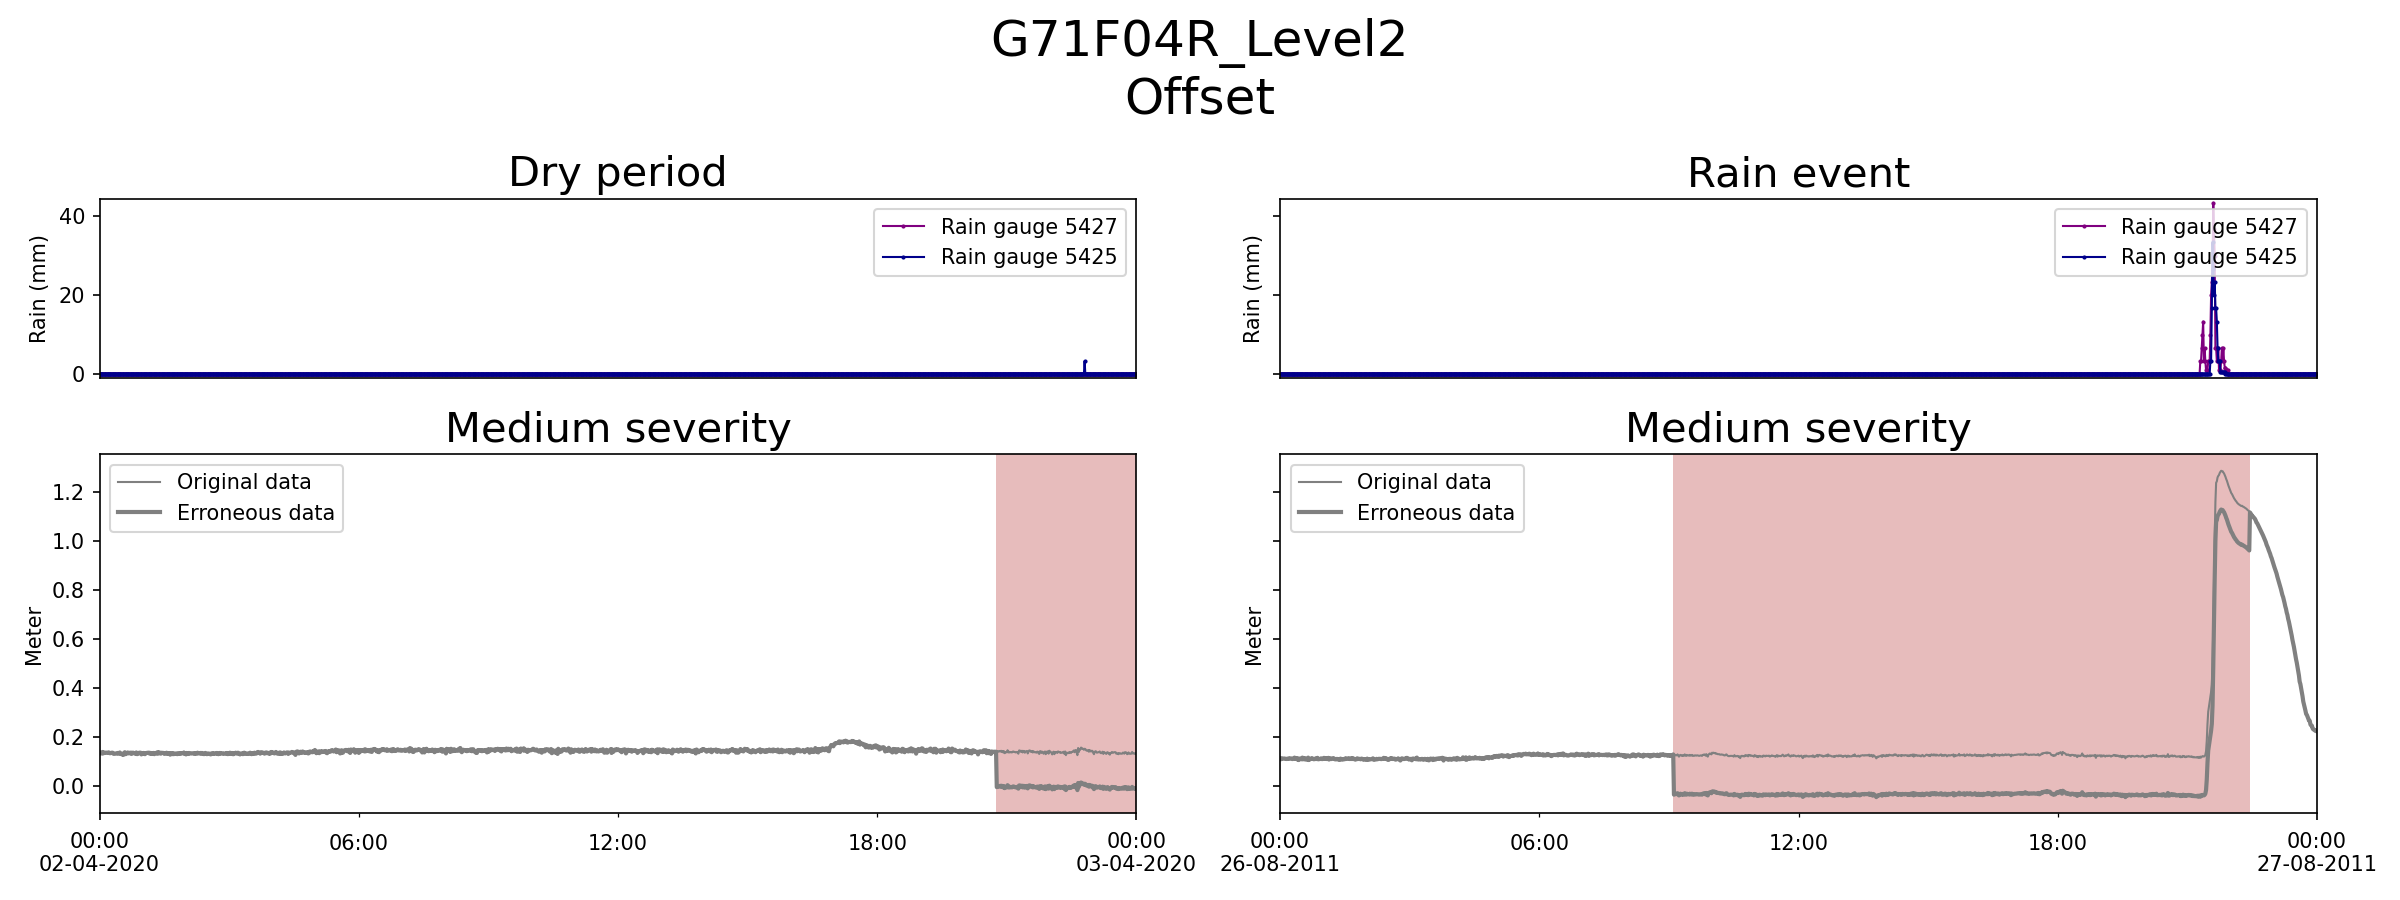 G71F04R_Level2
Offset
Dry period
Rain event
40
20
0
Rain (mm)
Rain gauge 5427
Rain gauge 5425
Rain (mm)
Rain gauge 5427
Rain gauge 5425
Medium severity
Medium severity
1.2
1.0
0.8
0.6
0.4
0.2
0.0
Meter
Original data
Erroneous data
Meter
Original data
Erroneous data
00:00 06:00 12:00 18:00 00:00
02-04-2020 03-04-2020
00:00 06:00 12:00 18:00 00:00
26-08-2011 27-08-2011